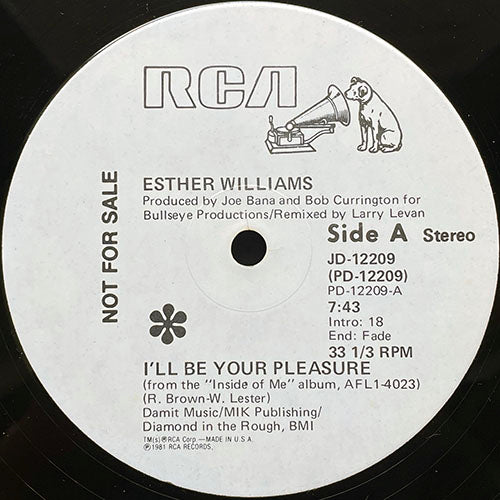 RCA
NOT FOR SALE
ESTHER WILLIAMS
Produced by Joe Bana and Bob Currington for
Bullseye Productions/Remixed by Larry Levan
Side A Stereo
JD-12209
(PD-12209)
PD-12209-A
7:43
Intro: 18
End: Fade
33 1/3 RPM
I'LL BE YOUR PLEASURE
(from the "Inside of Me" album, AFL1-4023)
(R. Brown-W. Lester)
Damit Music/MIK Publishing/
Diamond in the Rough, BMI
TM(s)®RCA Corp—MADE IN U.S.A.
℗1981 RCA RECORDS.